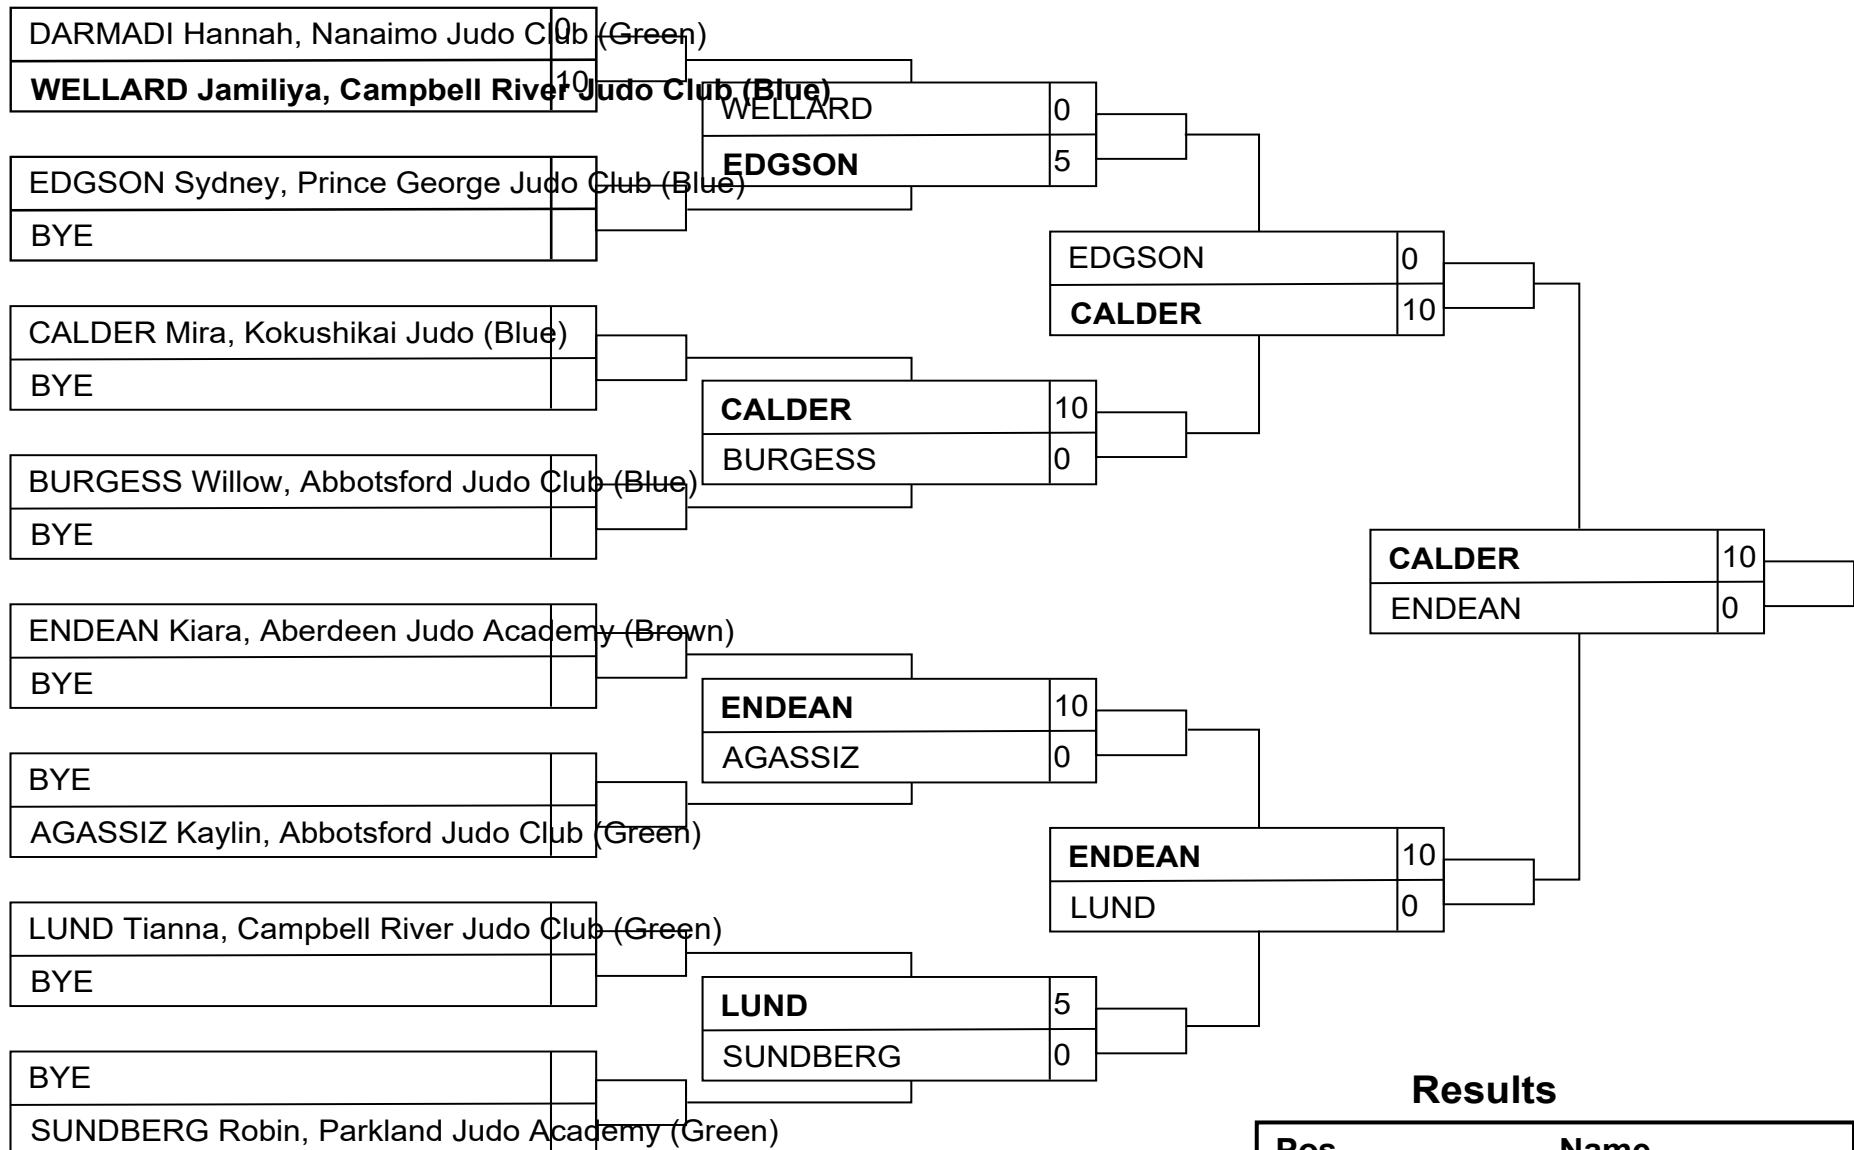 DARMADI Hannah, Nanaimo Judo Club (Green) 0
WELLARD Jamiliya, Campbell River Judo Club (Blue) 10
EDGSON Sydney, Prince George Judo Club (Blue)
BYE
CALDER Mira, Kokushikai Judo (Blue)
BYE
BURGESS Willow, Abbotsford Judo Club (Blue)
BYE
ENDEAN Kiara, Aberdeen Judo Academy (Brown)
BYE
BYE
AGASSIZ Kaylin, Abbotsford Judo Club (Green)
LUND Tianna, Campbell River Judo Club (Green)
BYE
BYE
SUNDBERG Robin, Parkland Judo Academy (Green)
WELLARD 0
EDGSON 5
CALDER 10
BURGESS 0
ENDEAN 10
AGASSIZ 0
LUND 5
SUNDBERG 0
EDGSON 0
CALDER 10
ENDEAN 10
LUND 0
CALDER 10
ENDEAN 0
Results
Pos Name